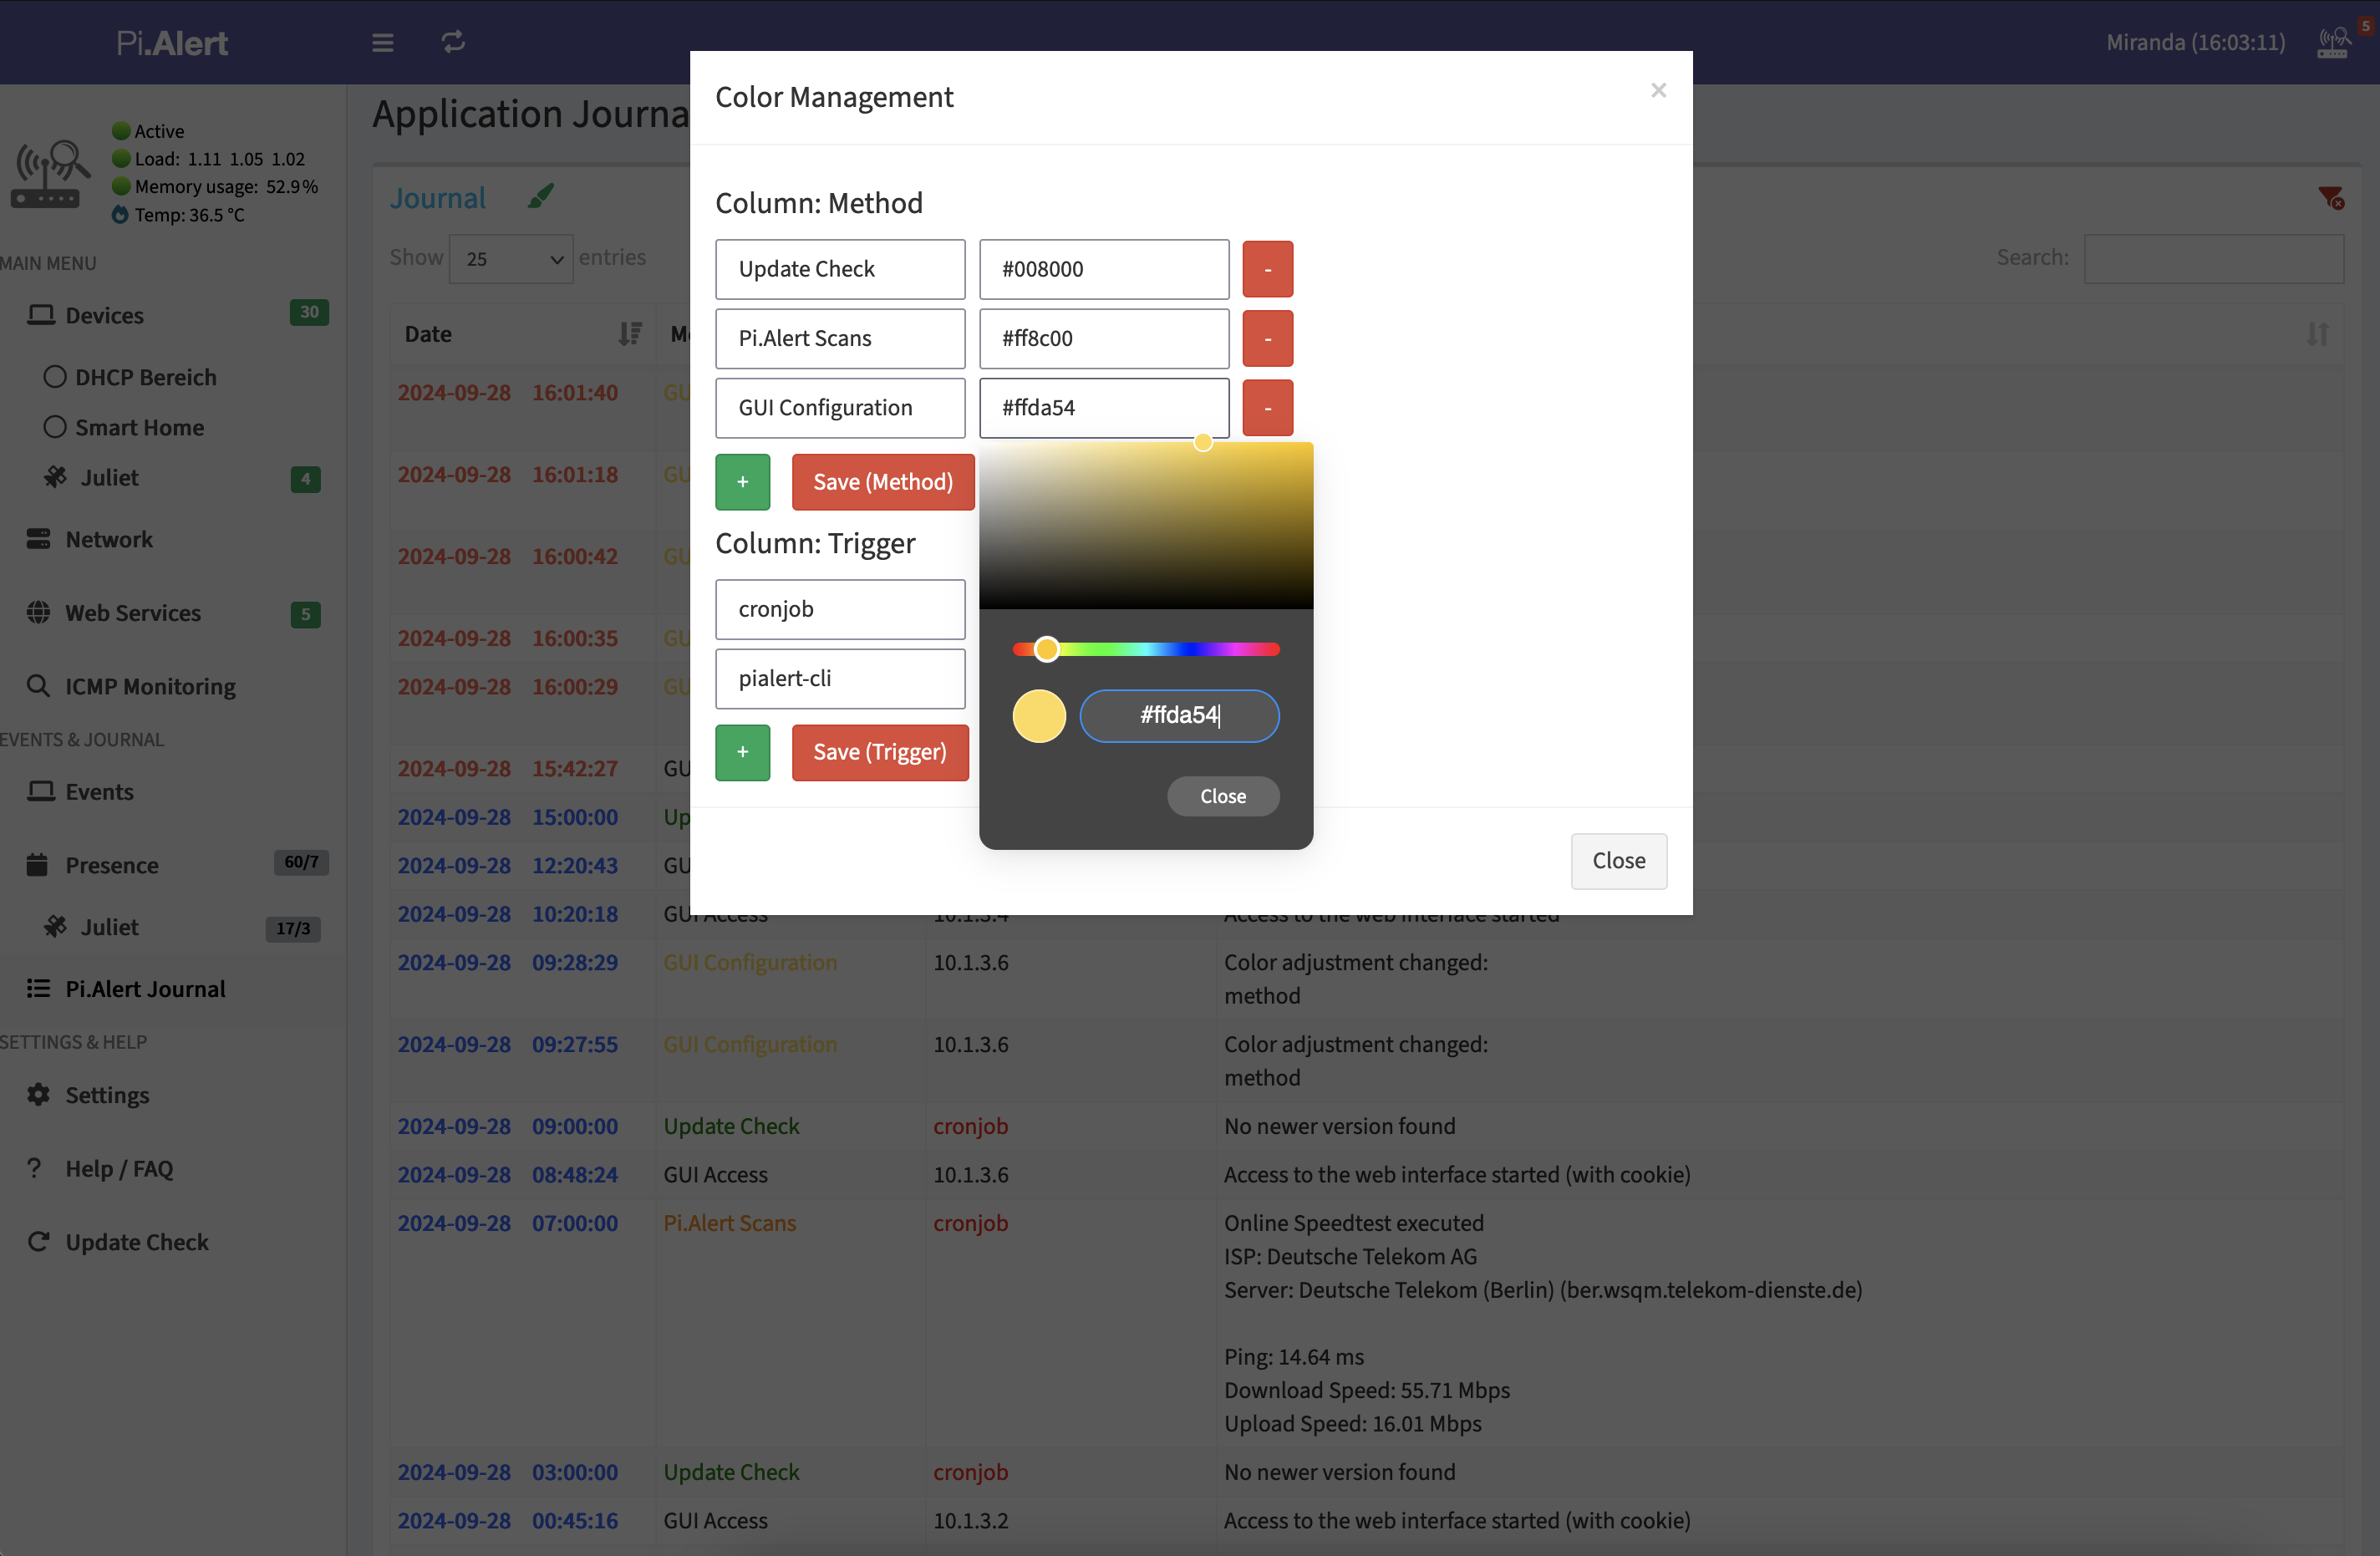 Pi.Alert
Miranda (16:03:11)
5
Active
Load: 1.11 1.05 1.02
Memory usage: 52.9%
Temp: 36.5 °C
MAIN MENU
Devices 30
DHCP Bereich
Smart Home
Juliet 4
Network
Web Services 5
ICMP Monitoring
EVENTS & JOURNAL
Events
Presence 60/7
Juliet 17/3
Pi.Alert Journal
SETTINGS & HELP
Settings
Help / FAQ
Update Check
Application Journa
Journal
Show 25 entries
Search:
Date
2024-09-28 16:01:40 GU
2024-09-28 16:01:18 GU
2024-09-28 16:00:42 GU
2024-09-28 16:00:35 GU
2024-09-28 16:00:29 GU
2024-09-28 15:42:27 GU
2024-09-28 15:00:00 Up
2024-09-28 12:20:43 GU
2024-09-28 10:20:18 GUI Access 10.1.3.4 Access to the web interface started
2024-09-28 09:28:29 GUI Configuration 10.1.3.6 Color adjustment changed:
method
2024-09-28 09:27:55 GUI Configuration 10.1.3.6 Color adjustment changed:
method
2024-09-28 09:00:00 Update Check cronjob No newer version found
2024-09-28 08:48:24 GUI Access 10.1.3.6 Access to the web interface started (with cookie)
2024-09-28 07:00:00 Pi.Alert Scans cronjob Online Speedtest executed
ISP: Deutsche Telekom AG
Server: Deutsche Telekom (Berlin) (ber.wsqm.telekom-dienste.de)
Ping: 14.64 ms
Download Speed: 55.71 Mbps
Upload Speed: 16.01 Mbps
2024-09-28 03:00:00 Update Check cronjob No newer version found
2024-09-28 00:45:16 GUI Access 10.1.3.2 Access to the web interface started (with cookie)
Color Management ×
Column: Method
Update Check #008000 -
Pi.Alert Scans #ff8c00 -
GUI Configuration #ffda54 -
+ Save (Method)
Column: Trigger
cronjob
pialert-cli
+ Save (Trigger)
#ffda54
Close
Close